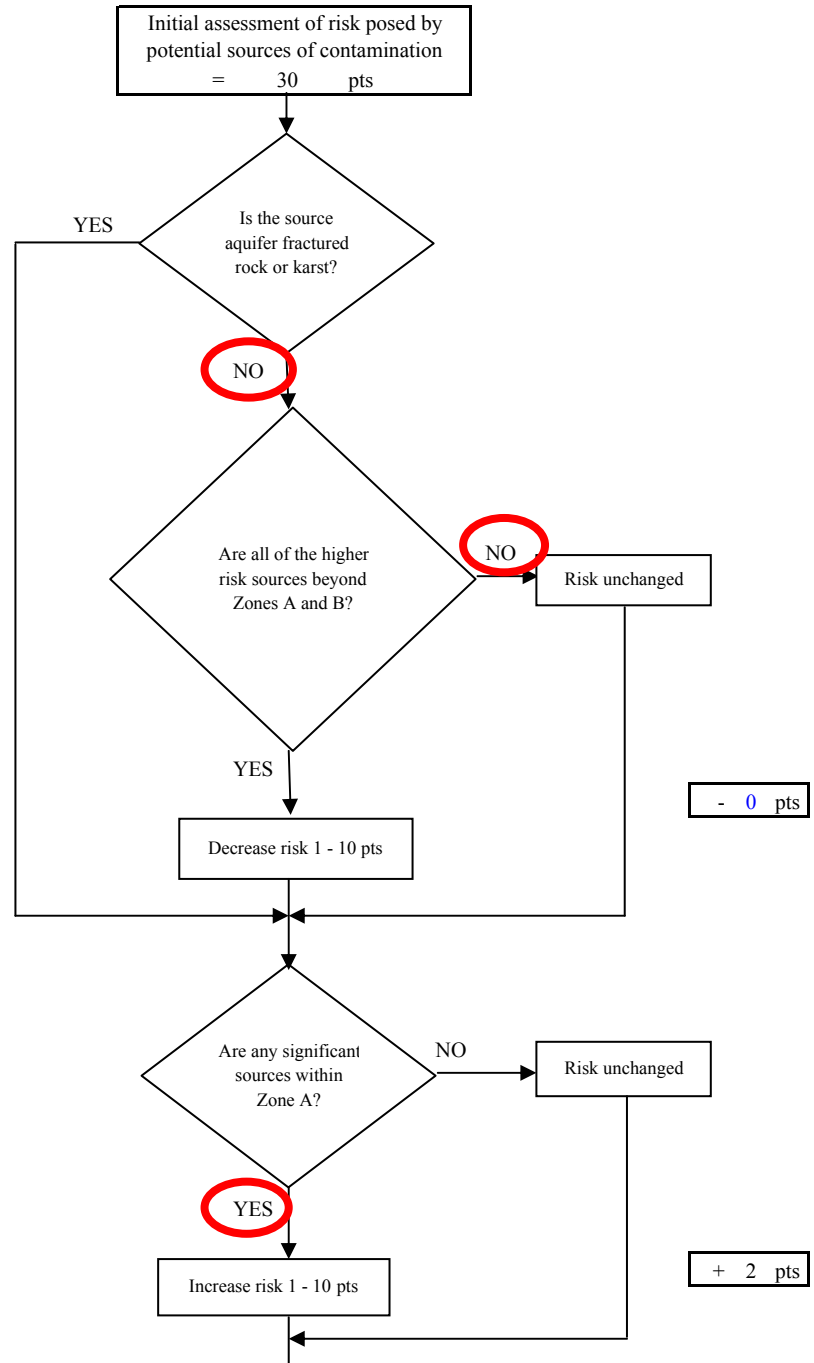 Initial assessment of risk posed by
potential sources of contamination
= 30 pts
YES
Is the source
aquifer fractured
rock or karst?
NO
Are all of the higher
risk sources beyond
Zones A and B?
NO
Risk unchanged
YES
- 0 pts
Decrease risk 1 - 10 pts
Are any significant
sources within
Zone A?
NO
Risk unchanged
YES
Increase risk 1 - 10 pts
+ 2 pts